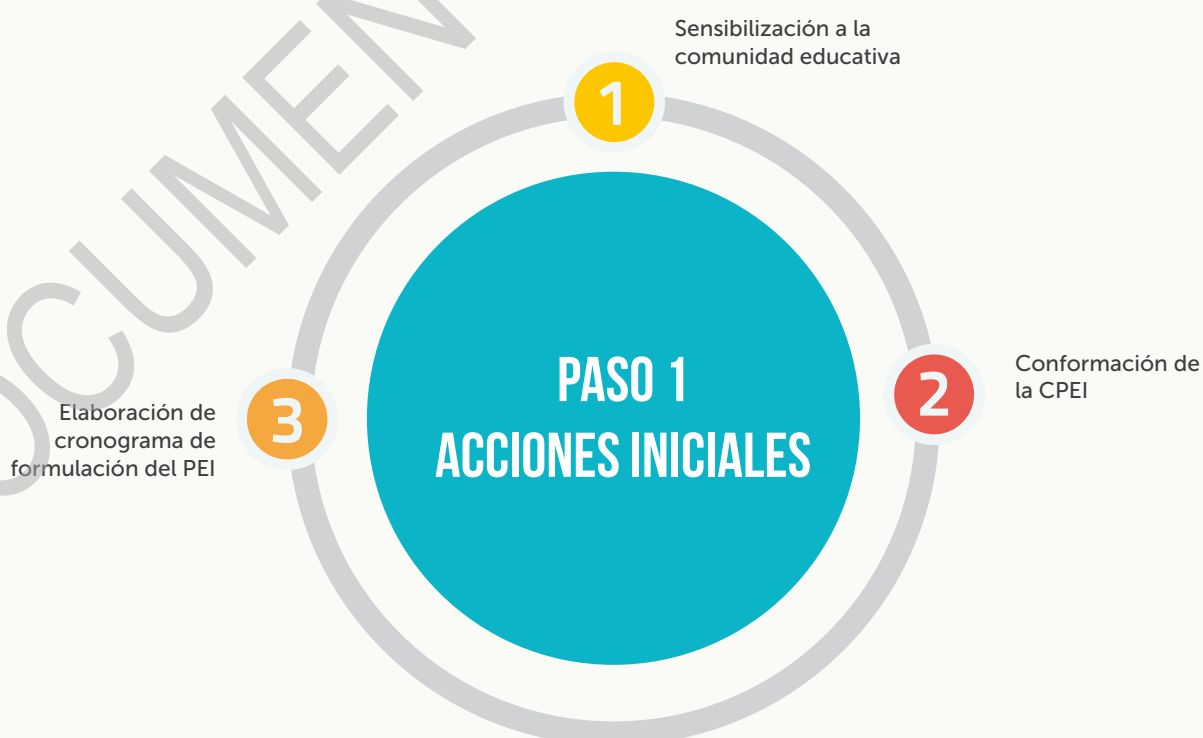 Sensibilización a la
comunidad educativa
1
PASO 1
ACCIONES INICIALES
2
Conformación de
la CPEI
3
Elaboración de
cronograma de
formulación del PEI